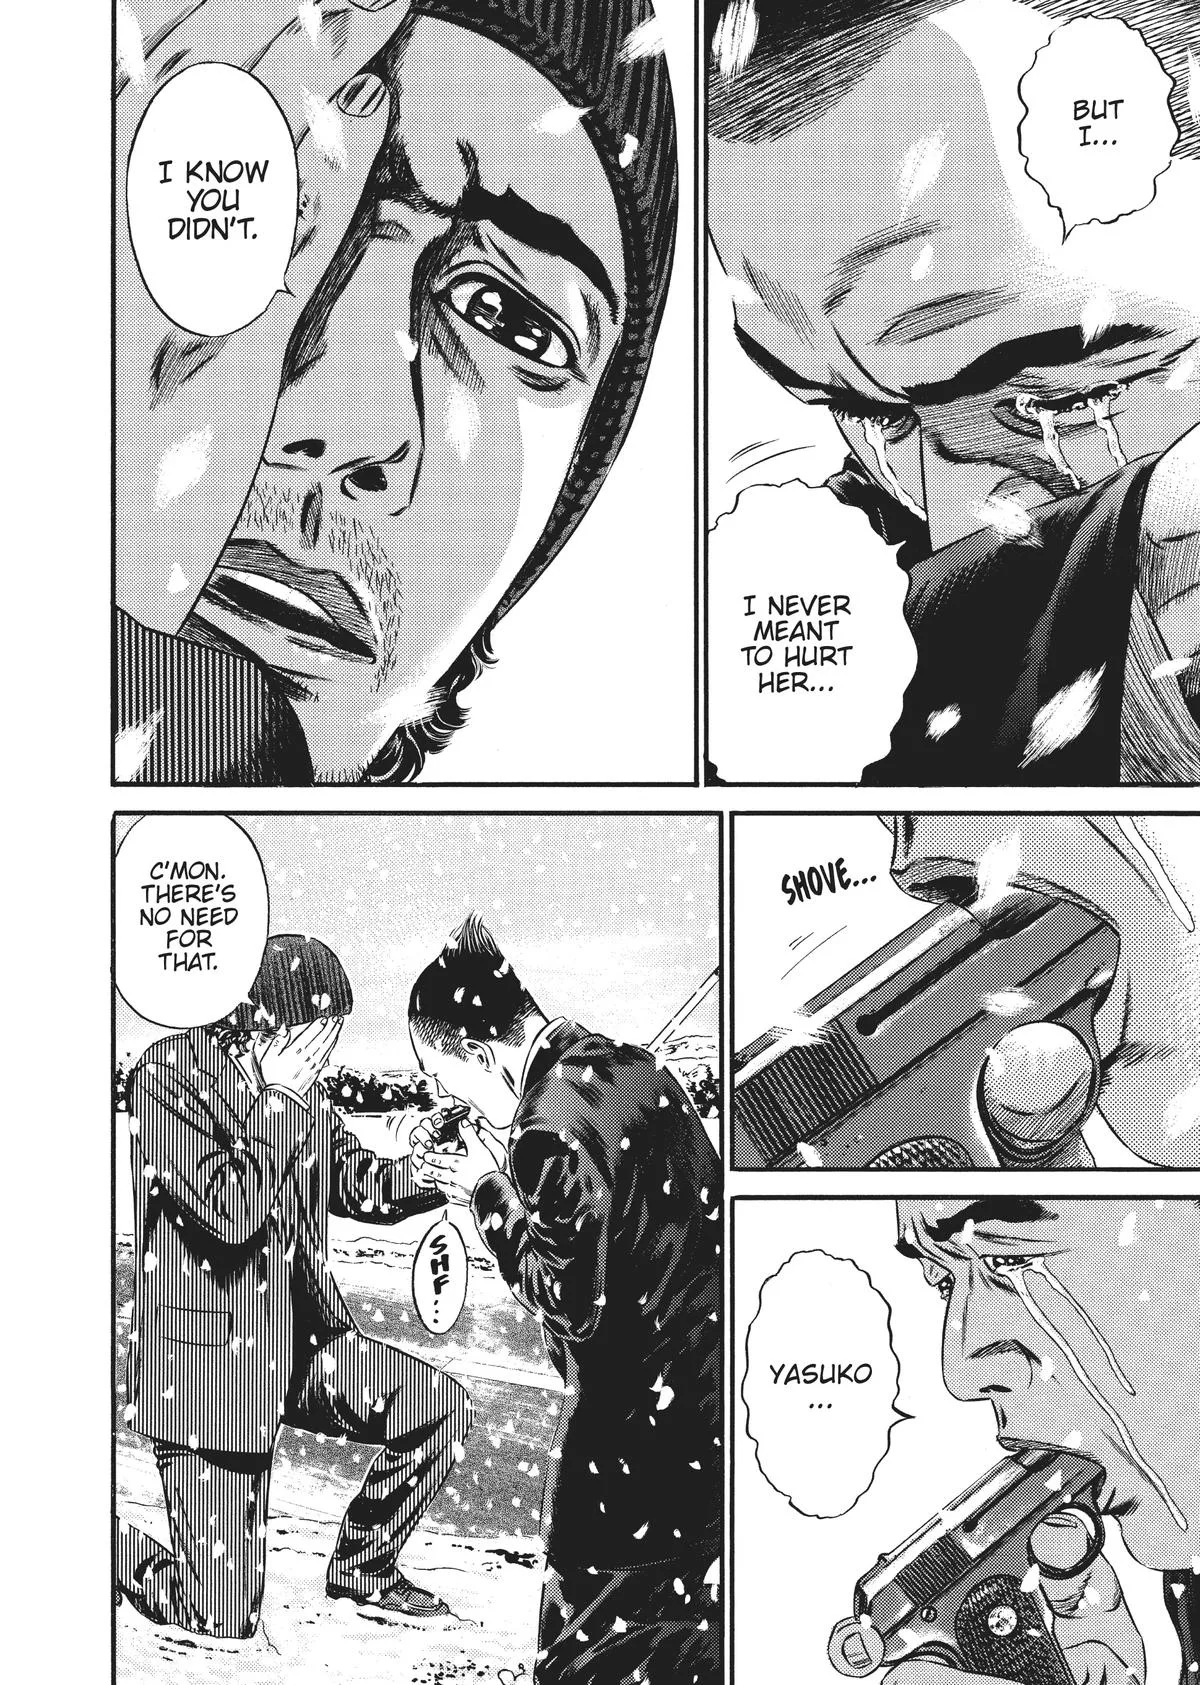 BUT
I...
I NEVER
MEANT
TO HURT
HER...
I KNOW
YOU
DIDN'T.
SHOVE...
YASUKO
...
C'MON.
THERE'S
NO NEED
FOR
THAT.
SHF...